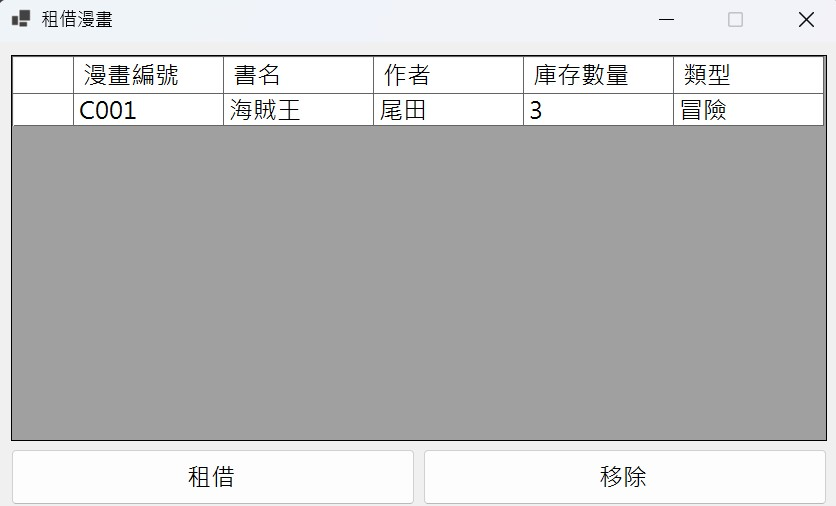 租借漫畫
漫畫編號 書名 作者 庫存數量 類型
C001 海賊王 尾田 3 冒險
租借 移除